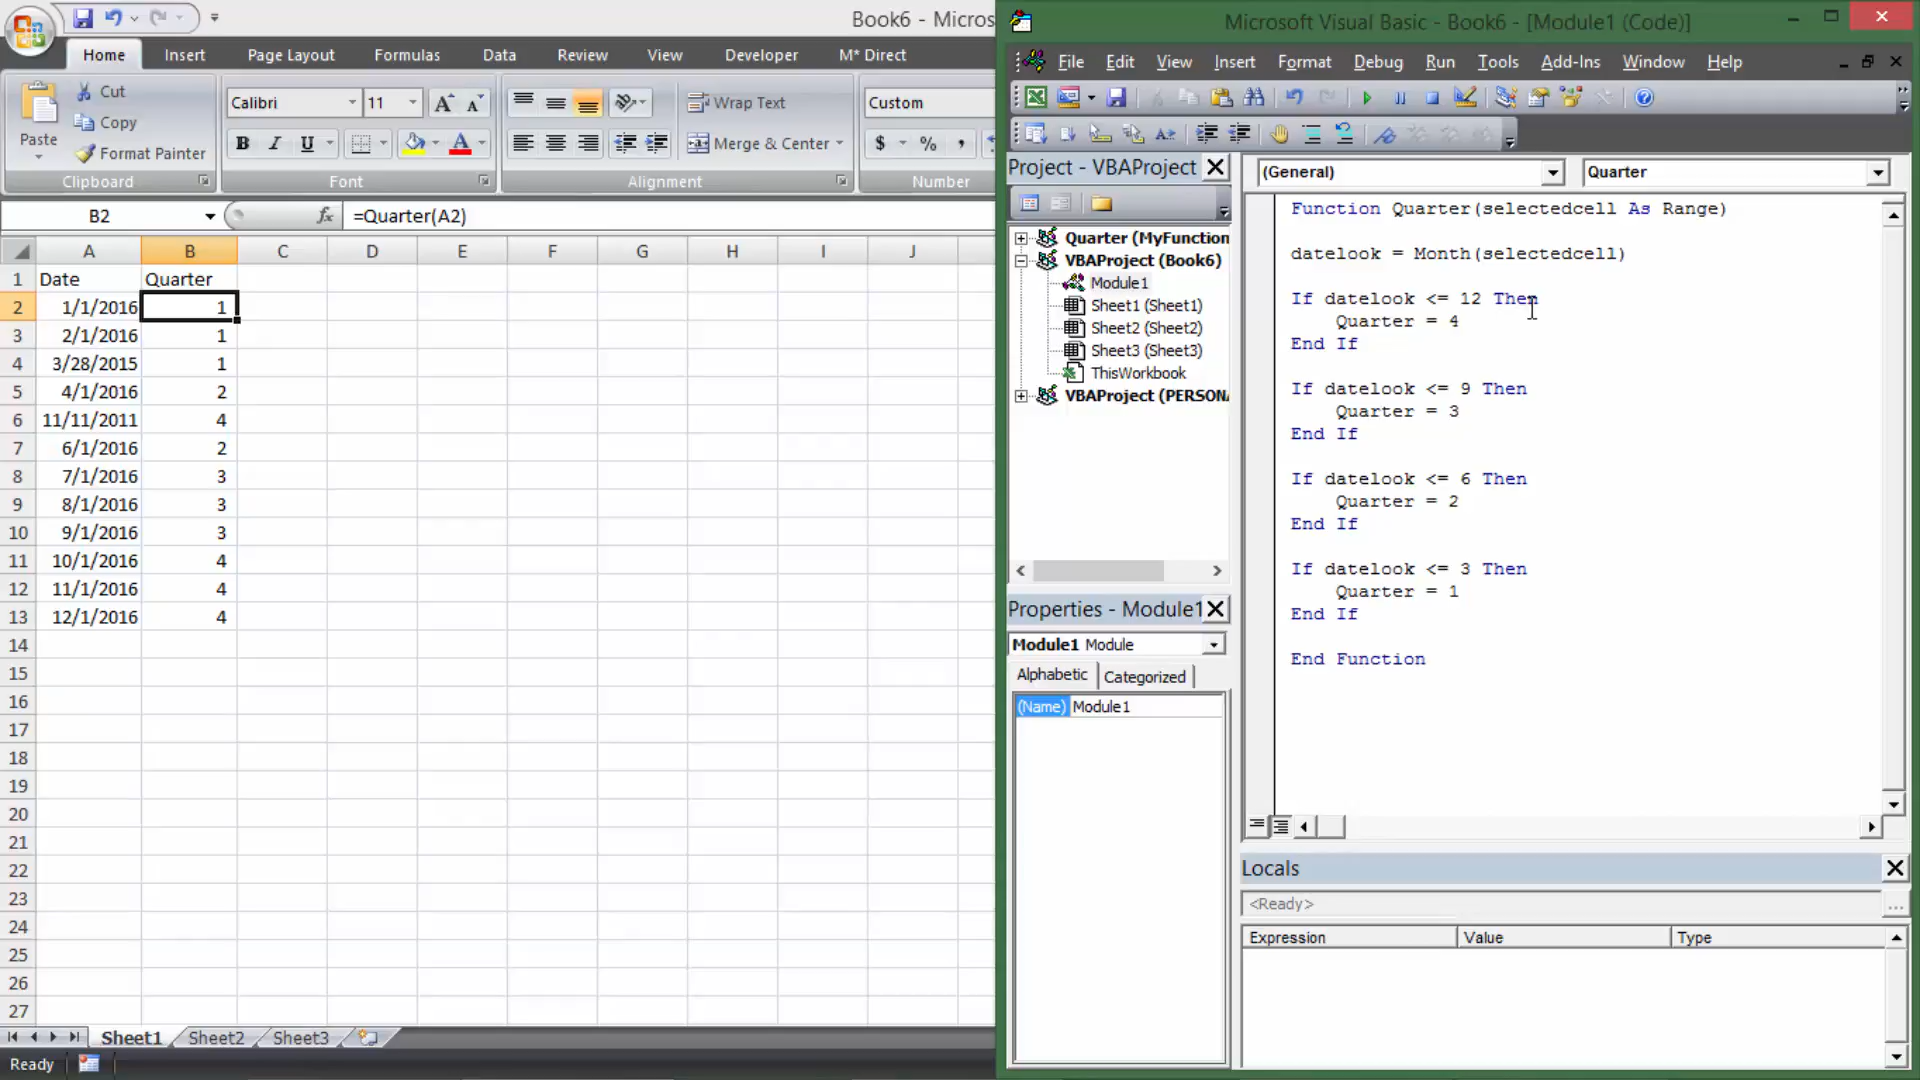 Book6 - Micros
Home Insert Page Layout Formulas Data Review View Developer M* Direct
Paste
Cut
Copy
Format Painter
Clipboard
Calibri 11
B I U
Font
Wrap Text
Merge & Center
Alignment
Custom
$ % ,
Number
B2 fx =Quarter(A2)
A B C D E F G H I J
1 Date Quarter
2 1/1/2016 1
3 2/1/2016 1
4 3/28/2015 1
5 4/1/2016 2
6 11/11/2011 4
7 6/1/2016 2
8 7/1/2016 3
9 8/1/2016 3
10 9/1/2016 3
11 10/1/2016 4
12 11/1/2016 4
13 12/1/2016 4
14
15
16
17
18
19
20
21
22
23
24
25
26
27
Sheet1 Sheet2 Sheet3
Ready
Microsoft Visual Basic - Book6 - [Module1 (Code)]
File Edit View Insert Format Debug Run Tools Add-Ins Window Help
Project - VBAProject
Quarter (MyFunction
VBAProject (Book6)
Module1
Sheet1 (Sheet1)
Sheet2 (Sheet2)
Sheet3 (Sheet3)
ThisWorkbook
VBAProject (PERSONA
Properties - Module1
Module1 Module
Alphabetic Categorized
(Name) Module1
(General) Quarter
Function Quarter(selectedcell As Range)
datelook = Month(selectedcell)
If datelook <= 12 Then
Quarter = 4
End If
If datelook <= 9 Then
Quarter = 3
End If
If datelook <= 6 Then
Quarter = 2
End If
If datelook <= 3 Then
Quarter = 1
End If
End Function
Locals
<Ready>
...
Expression Value Type